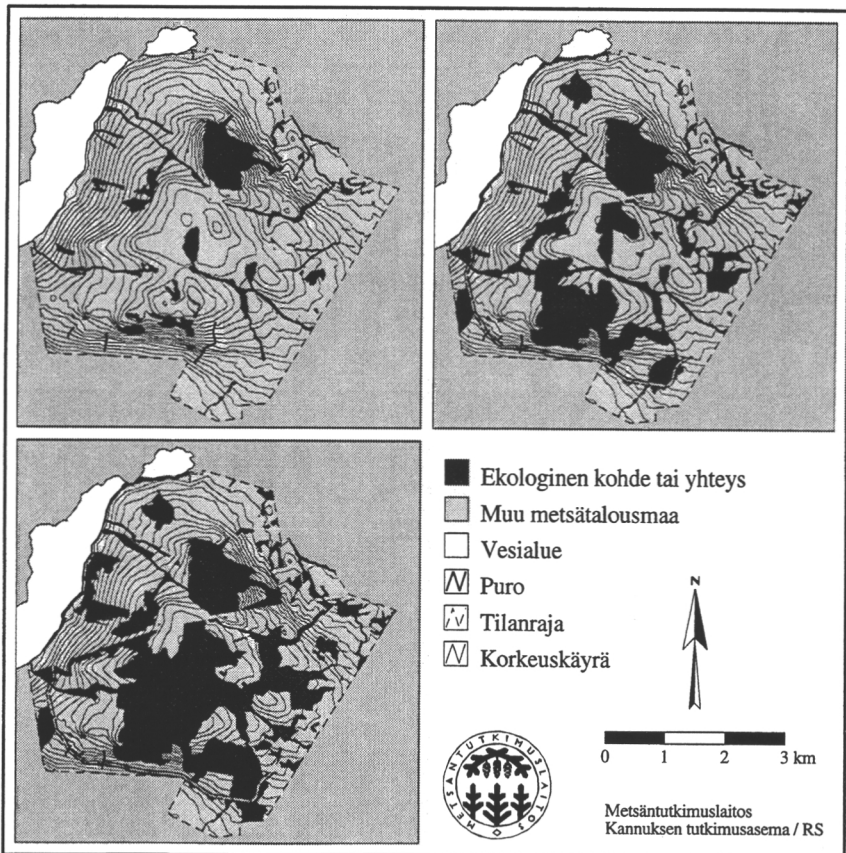 Ekologinen kohde tai yhteys
Muu metsätalousmaa
Vesialue
Puro
Tilanraja
Korkeuskäyrä
N
0 1 2 3 km
METSÄNTUTKIMUSLAITOS
Metsäntutkimuslaitos
Kannuksen tutkimusasema / RS